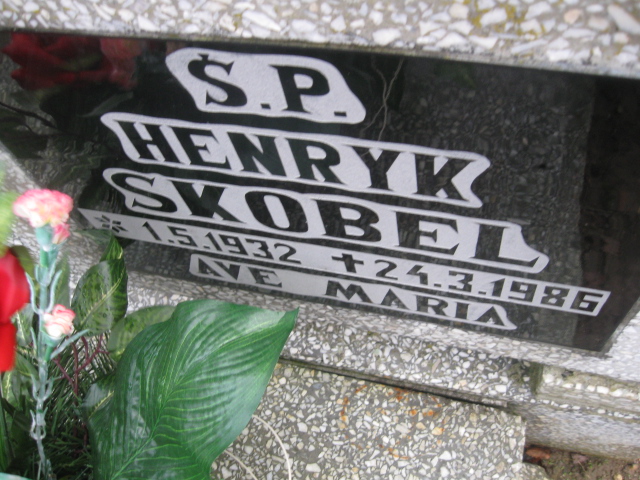 Ś.P.
HENRYK
SKOBEL
* 1.5.1932 ✝24.3.1986
AVE MARIA